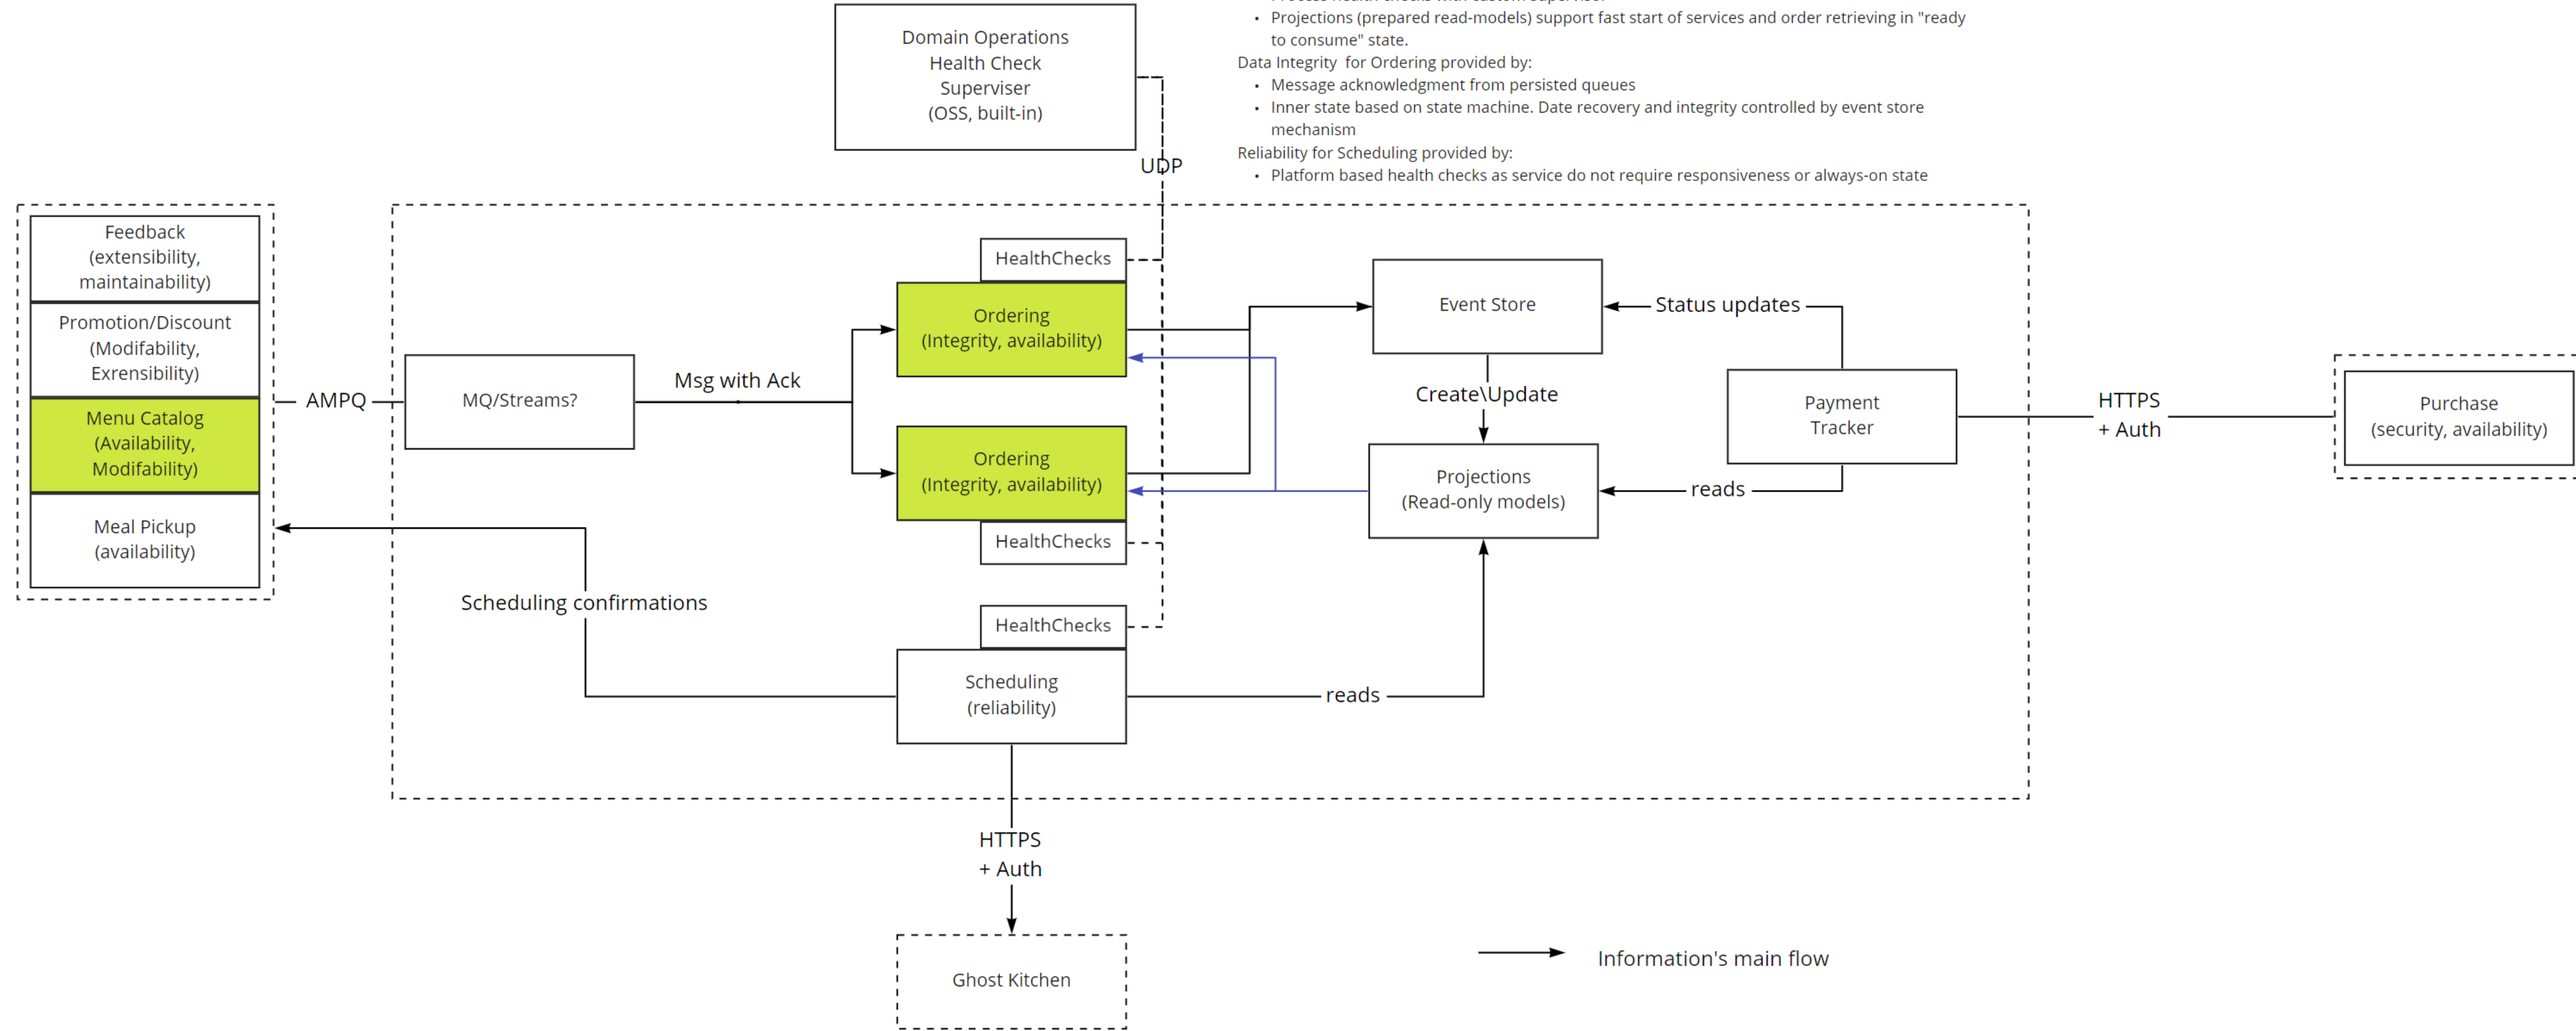 Process health checks with custom supervisor
• Projections (prepared read-models) support fast start of services and order retrieving in "ready
to consume" state.
Data Integrity for Ordering provided by:
• Message acknowledgment from persisted queues
• Inner state based on state machine. Date recovery and integrity controlled by event store
mechanism
Reliability for Scheduling provided by:
• Platform based health checks as service do not require responsiveness or always-on state
Domain Operations
Health Check
Superviser
(OSS, built-in)
UDP
Feedback
(extensibility,
maintainability)
Promotion/Discount
(Modifability,
Exrensibility)
Menu Catalog
(Availability,
Modifability)
Meal Pickup
(availability)
AMPQ
MQ/Streams?
Msg with Ack
HealthChecks
Ordering
(Integrity, availability)
Ordering
(Integrity, availability)
HealthChecks
Event Store
Status updates
Create\Update
Projections
(Read-only models)
reads
Payment
Tracker
HTTPS
+ Auth
Purchase
(security, availability)
Scheduling confirmations
HealthChecks
Scheduling
(reliability)
reads
HTTPS
+ Auth
Ghost Kitchen
Information's main flow